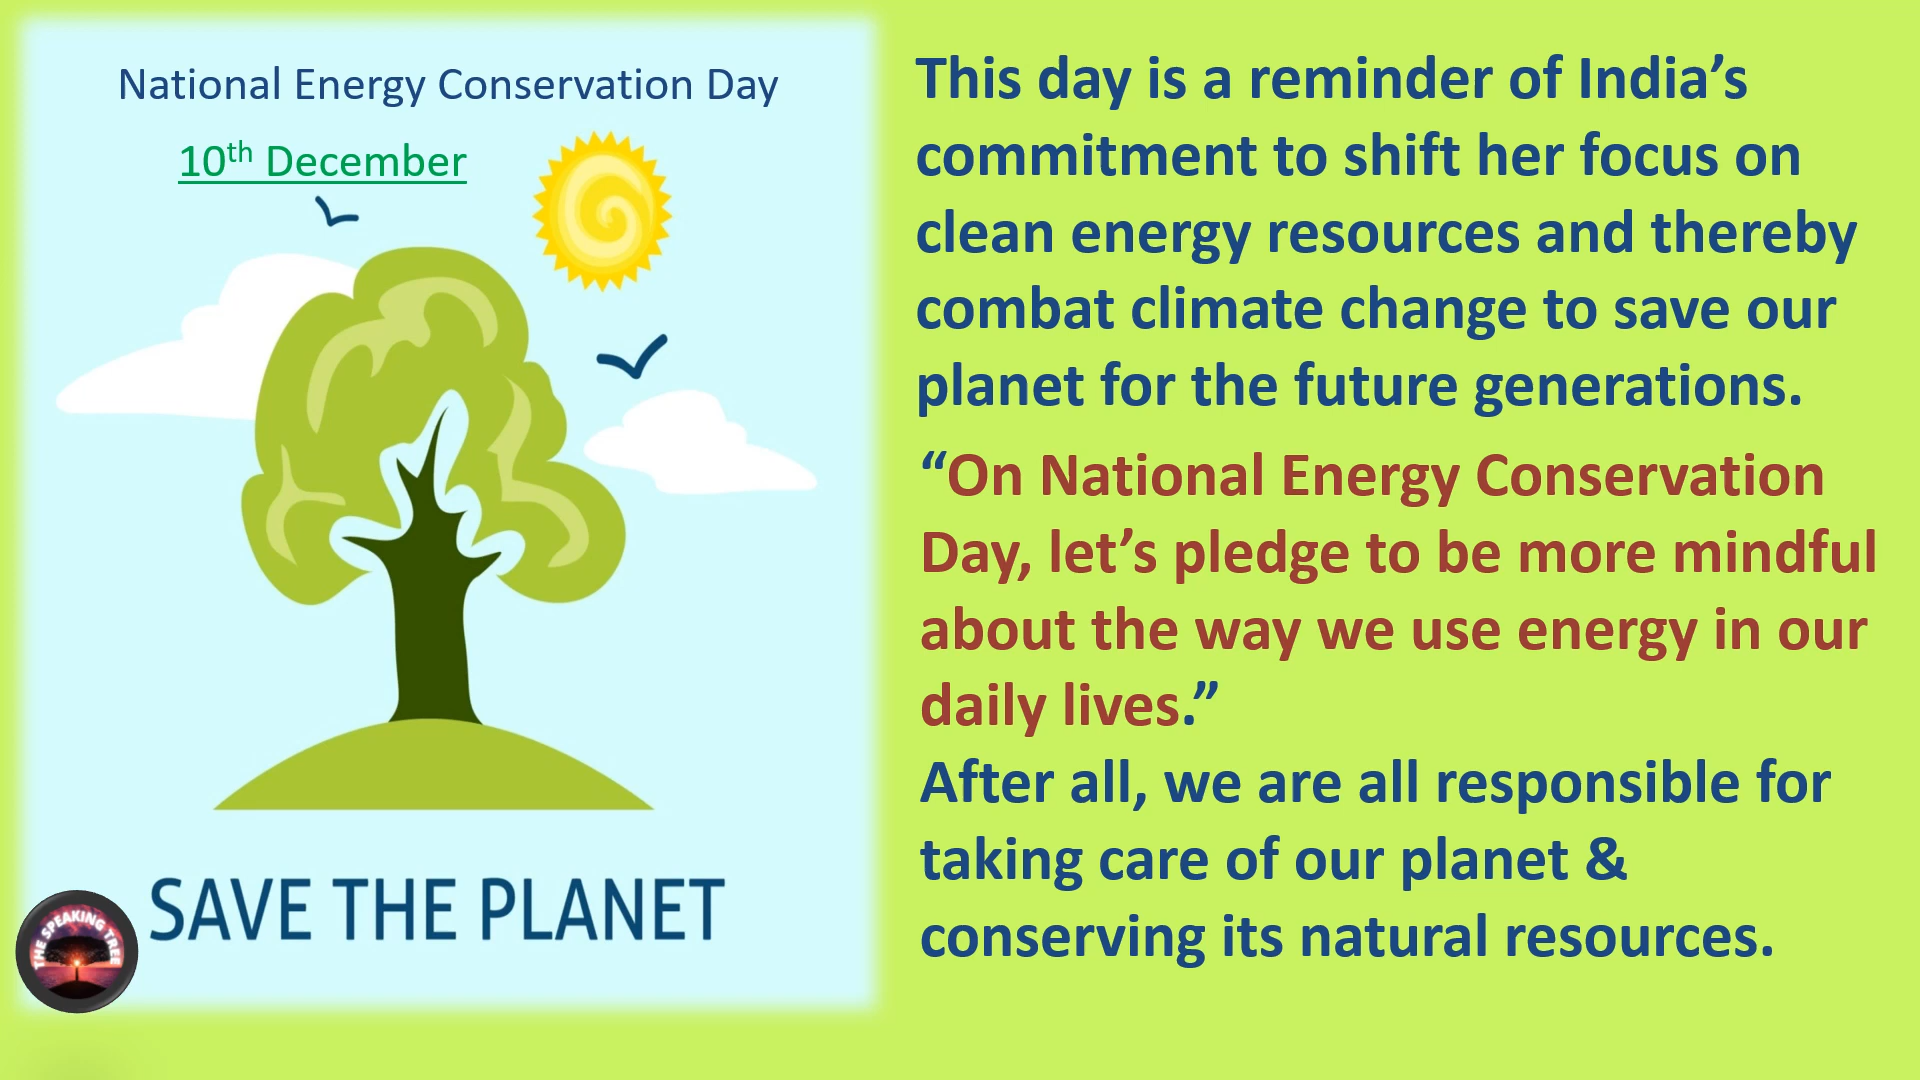 National Energy Conservation Day
10th December
SAVE THE PLANET
THE SPEAKING TREE
This day is a reminder of India’s
commitment to shift her focus on
clean energy resources and thereby
combat climate change to save our
planet for the future generations.
“On National Energy Conservation
Day, let’s pledge to be more mindful
about the way we use energy in our
daily lives.”
After all, we are all responsible for
taking care of our planet &
conserving its natural resources.